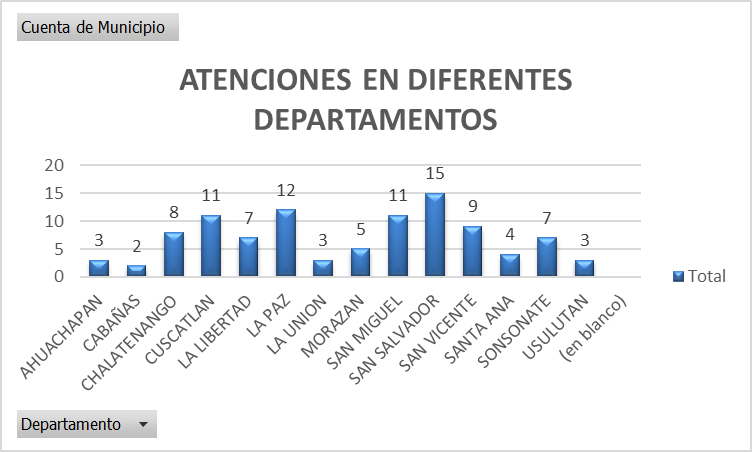 Cuenta de Municipio
ATENCIONES EN DIFERENTES
DEPARTAMENTOS
20
15
10
5
0
3
2
8
11
7
12
3
5
11
15
9
4
7
3
AHUACHAPAN
CABAÑAS
CHALATENANGO
CUSCATLAN
LA LIBERTAD
LA PAZ
LA UNION
MORAZAN
SAN MIGUEL
SAN SALVADOR
SAN VICENTE
SANTA ANA
SONSONATE
USULUTAN
(en blanco)
Total
Departamento